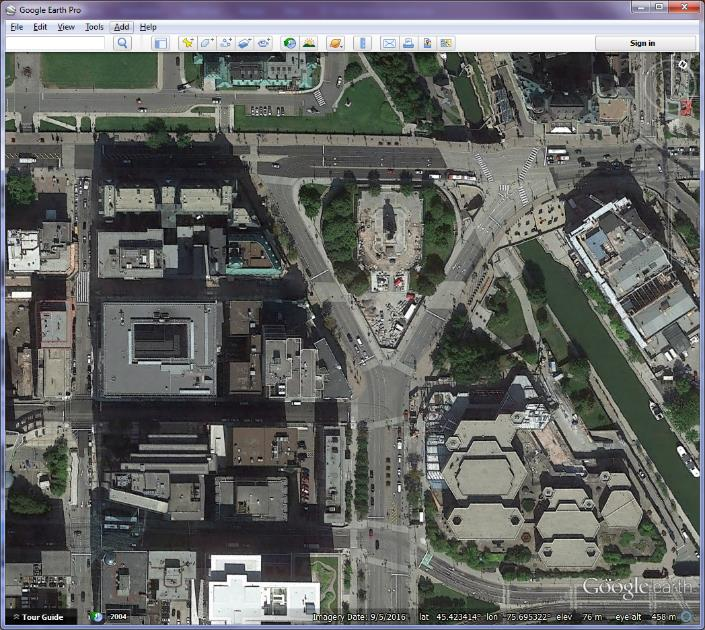 Google Earth Pro
File Edit View Tools Add Help
Sign in
Google earth
Tour Guide
2004
Imagery Date: 9/5/2016 lat 45.423414° lon -75.695322° elev 76 m eye alt 458 m